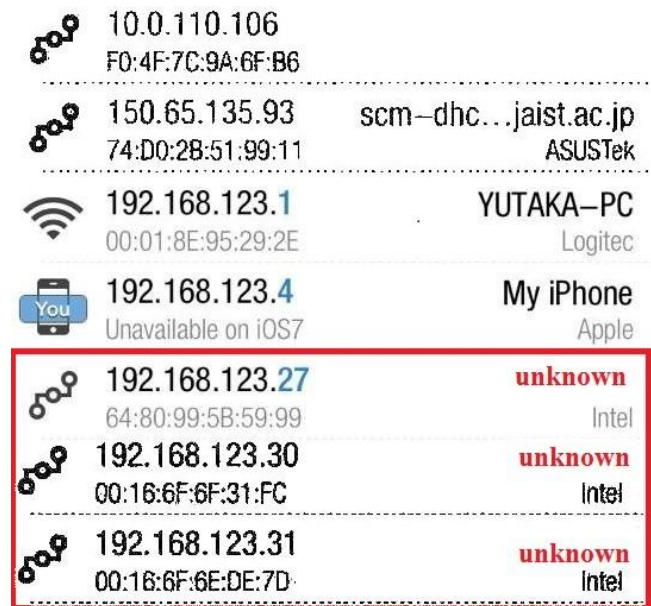 10.0.110.106
F0:4F:7C:9A:6F:B6
150.65.135.93 scm-dhc...jaist.ac.jp
74:D0:2B:51:99:11 ASUSTek
192.168.123.1 YUTAKA-PC
00:01:8E:95:29:2E Logitec
You 192.168.123.4 My iPhone
Unavailable on iOS7 Apple
192.168.123.27 unknown
64:80:99:5B:59:99 Intel
192.168.123.30 unknown
00:16:6F:6F:31:FC Intel
192.168.123.31 unknown
00:16:6F:6E:DE:7D Intel